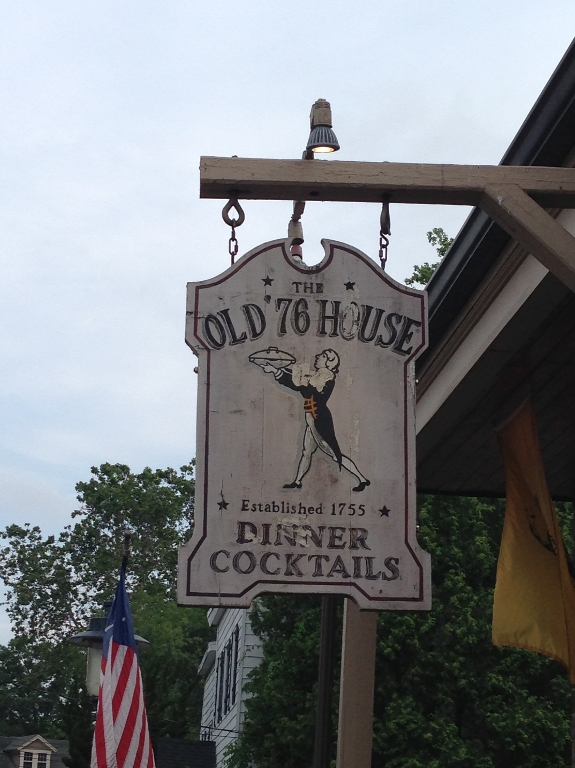 THE
OLD '76 HOUSE
Established 1755
DINNER
COCKTAILS